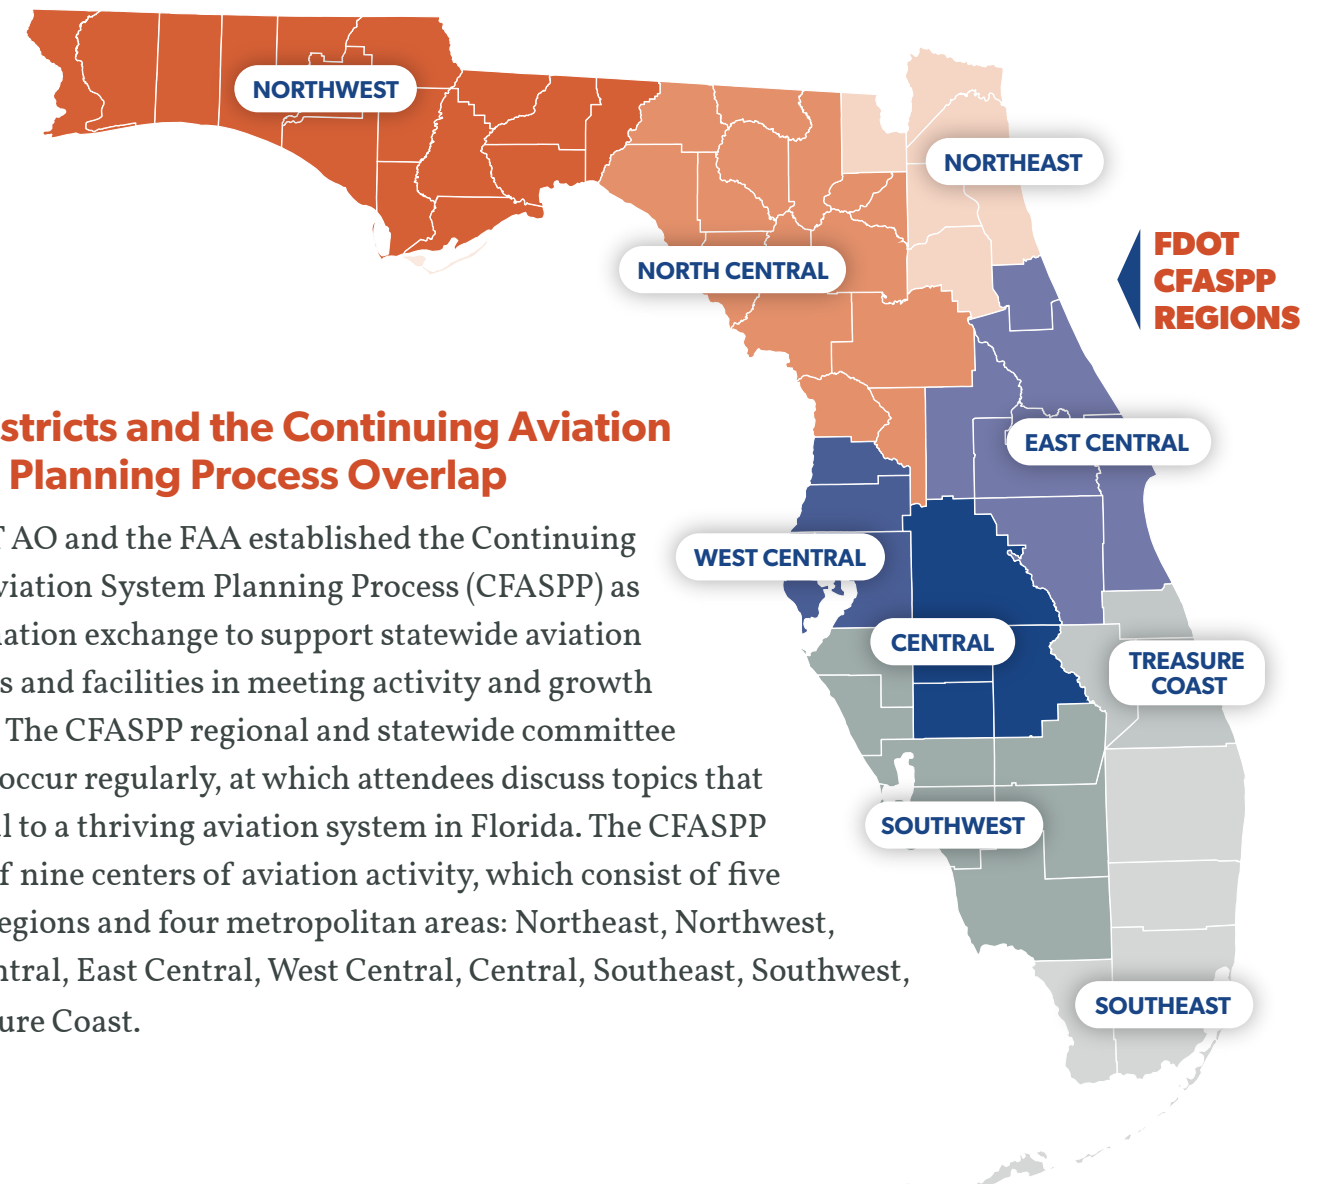 NORTHWEST
NORTHEAST
NORTH CENTRAL
FDOT
CFASPP
REGIONS
EAST CENTRAL
WEST CENTRAL
CENTRAL
TREASURE
COAST
SOUTHWEST
SOUTHEAST
stricts and the Continuing Aviation
Planning Process Overlap
AO and the FAA established the Continuing
viation System Planning Process (CFASPP) as
ation exchange to support statewide aviation
s and facilities in meeting activity and growth
The CFASPP regional and statewide committee
occur regularly, at which attendees discuss topics that
l to a thriving aviation system in Florida. The CFASPP
f nine centers of aviation activity, which consist of five
egions and four metropolitan areas: Northeast, Northwest,
ntral, East Central, West Central, Central, Southeast, Southwest,
ure Coast.